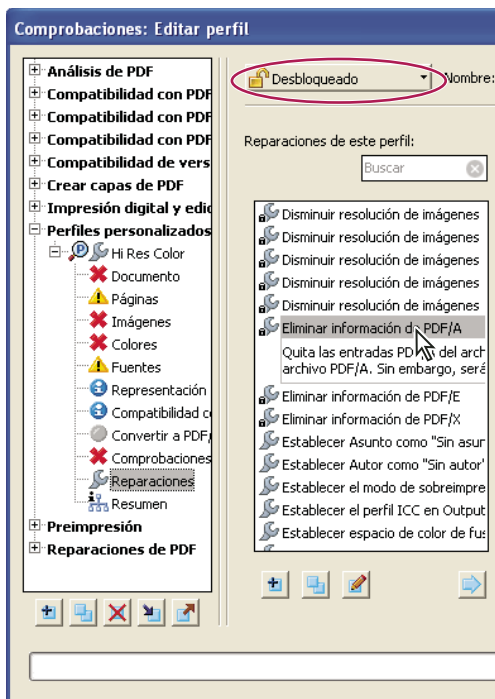 Comprobaciones: Editar perfil
Análisis de PDF
Compatibilidad con PDF
Compatibilidad con PDF
Compatibilidad con PDF
Compatibilidad de vers
Crear capas de PDF
Impresión digital y edic
Perfiles personalizados
Hi Res Color
Documento
Páginas
Imágenes
Colores
Fuentes
Representación
Compatibilidad c
Convertir a PDF/
Comprobaciones
Reparaciones
Resumen
Preimpresión
Reparaciones de PDF
Desbloqueado
Nombre:
Reparaciones de este perfil:
Buscar
Disminuir resolución de imágenes
Disminuir resolución de imágenes
Disminuir resolución de imágenes
Disminuir resolución de imágenes
Disminuir resolución de imágenes
Eliminar información de PDF/A
Quita las entradas PD del arch
archivo PDF/A. Sin embargo, será
Eliminar información de PDF/E
Eliminar información de PDF/X
Establecer Asunto como "Sin asun
Establecer Autor como "Sin autor"
Establecer el modo de sobreimpre
Establecer el perfil ICC en Output
Establecer espacio de color de fus